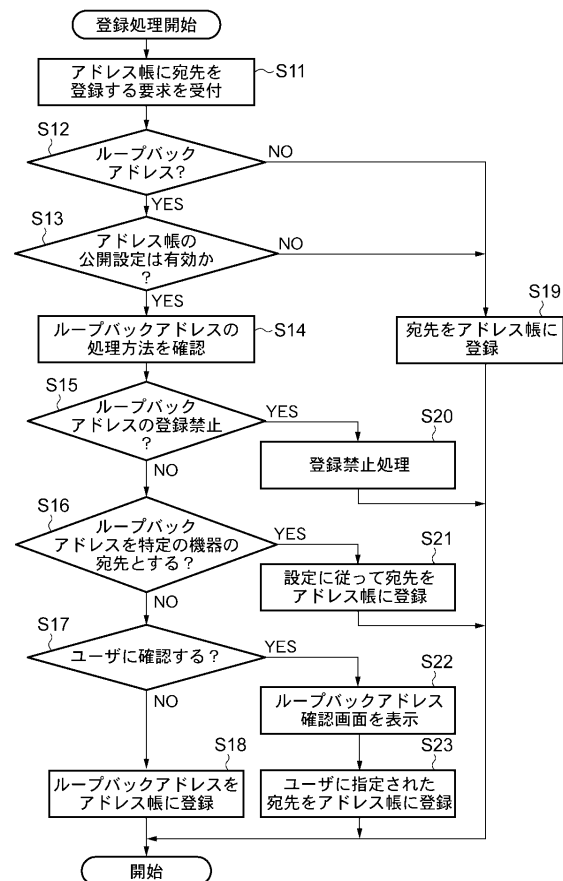 登録処理開始
アドレス帳に宛先を
登録する要求を受付
S11
S12
ループバック
アドレス?
NO
YES
S13
アドレス帳の
公開設定は有効か
?
NO
YES
ループバックアドレスの
処理方法を確認
S14
S19
宛先をアドレス帳に
登録
S15
ループバック
アドレスの登録禁止
?
YES
NO
S20
登録禁止処理
S16
ループバック
アドレスを特定の機器の
宛先とする?
YES
NO
S21
設定に従って宛先を
アドレス帳に登録
S17
ユーザに確認する?
YES
NO
S22
ループバックアドレス
確認画面を表示
S18
ループバックアドレスを
アドレス帳に登録
S23
ユーザに指定された
宛先をアドレス帳に登録
開始